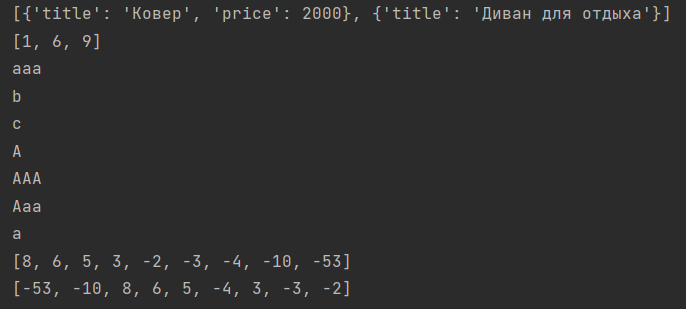 [{'title': 'Ковер', 'price': 2000}, {'title': 'Диван для отдыха'}]
[1, 6, 9]
aaa
b
c
A
AAA
Aaa
a
[8, 6, 5, 3, -2, -3, -4, -10, -53]
[-53, -10, 8, 6, 5, -4, 3, -3, -2]